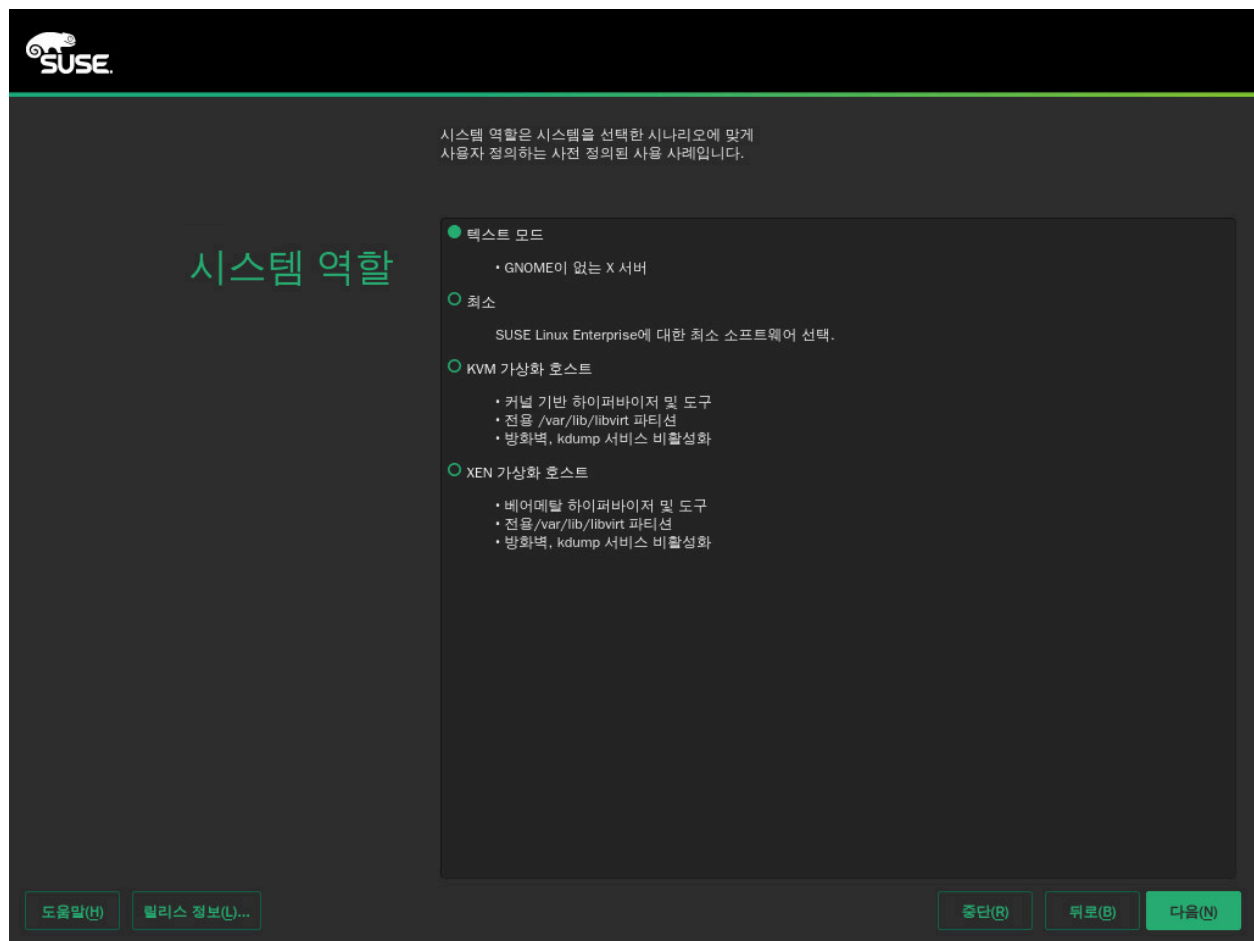 SUSE.
시스템 역할은 시스템을 선택한 시나리오에 맞게
사용자 정의하는 사전 정의된 사용 사례입니다.
시스템 역할
텍스트 모드
• GNOME이 없는 X 서버
최소
SUSE Linux Enterprise에 대한 최소 소프트웨어 선택.
KVM 가상화 호스트
• 커널 기반 하이퍼바이저 및 도구
• 전용 /var/lib/libvirt 파티션
• 방화벽, kdump 서비스 비활성화
XEN 가상화 호스트
• 베어메탈 하이퍼바이저 및 도구
• 전용/var/lib/libvirt 파티션
• 방화벽, kdump 서비스 비활성화
도움말(H) 릴리스 정보(L)... 중단(R) 뒤로(B) 다음(N)